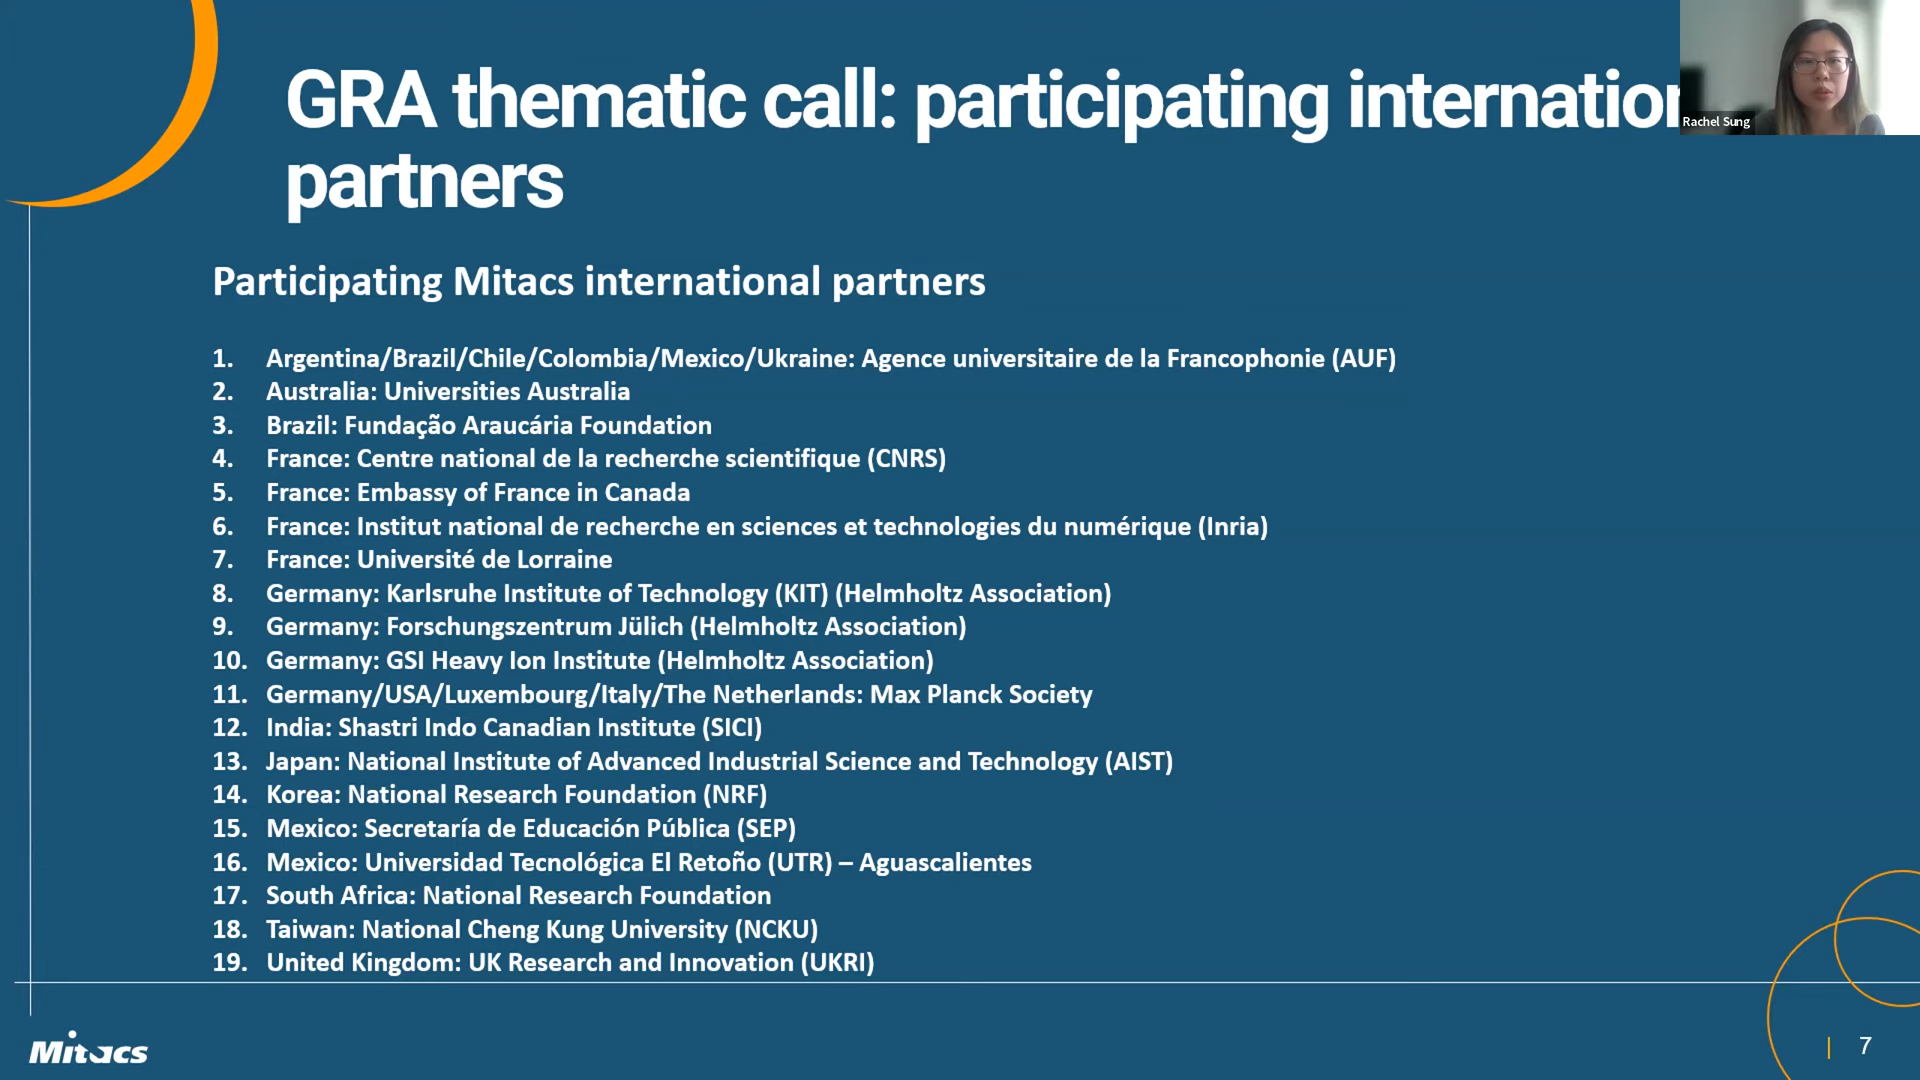 GRA thematic call: participating internation
partners
Rachel Sung
Participating Mitacs international partners
1. Argentina/Brazil/Chile/Colombia/Mexico/Ukraine: Agence universitaire de la Francophonie (AUF)
2. Australia: Universities Australia
3. Brazil: Fundação Araucária Foundation
4. France: Centre national de la recherche scientifique (CNRS)
5. France: Embassy of France in Canada
6. France: Institut national de recherche en sciences et technologies du numérique (Inria)
7. France: Université de Lorraine
8. Germany: Karlsruhe Institute of Technology (KIT) (Helmholtz Association)
9. Germany: Forschungszentrum Jülich (Helmholtz Association)
10. Germany: GSI Heavy Ion Institute (Helmholtz Association)
11. Germany/USA/Luxembourg/Italy/The Netherlands: Max Planck Society
12. India: Shastri Indo Canadian Institute (SICI)
13. Japan: National Institute of Advanced Industrial Science and Technology (AIST)
14. Korea: National Research Foundation (NRF)
15. Mexico: Secretaría de Educación Pública (SEP)
16. Mexico: Universidad Tecnológica El Retoño (UTR) – Aguascalientes
17. South Africa: National Research Foundation
18. Taiwan: National Cheng Kung University (NCKU)
19. United Kingdom: UK Research and Innovation (UKRI)
Mitacs
| 7